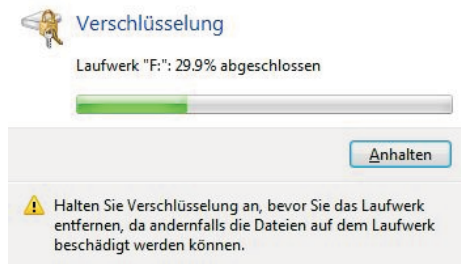 Verschlüsselung
Laufwerk "F:": 29.9% abgeschlossen
Anhalten
Halten Sie Verschlüsselung an, bevor Sie das Laufwerk
entfernen, da andernfalls die Dateien auf dem Laufwerk
beschädigt werden können.